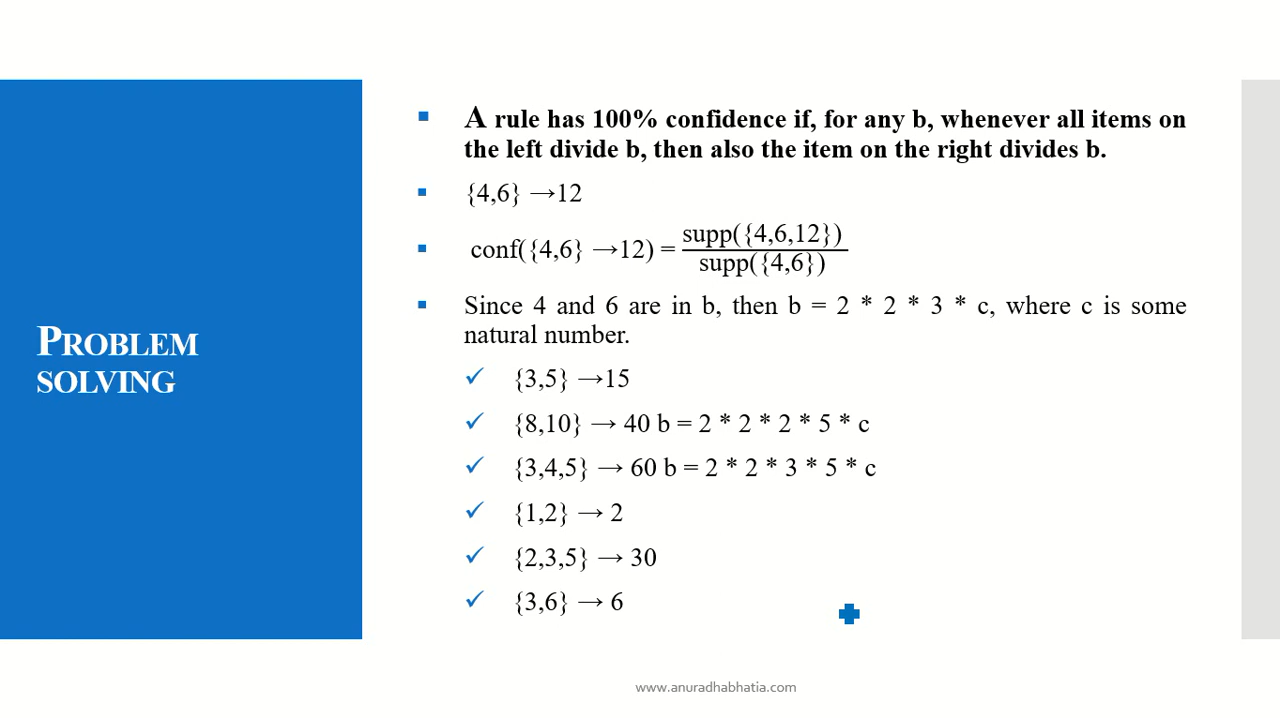 PROBLEM
SOLVING
▪ A rule has 100% confidence if, for any b, whenever all items on
the left divide b, then also the item on the right divides b.
▪ {4,6} →12
▪ conf({4,6} →12) = supp({4,6,12}) / supp({4,6})
▪ Since 4 and 6 are in b, then b = 2 * 2 * 3 * c, where c is some
natural number.
✓ {3,5} →15
✓ {8,10} → 40 b = 2 * 2 * 2 * 5 * c
✓ {3,4,5} → 60 b = 2 * 2 * 3 * 5 * c
✓ {1,2} → 2
✓ {2,3,5} → 30
✓ {3,6} → 6
www.anuradhabhatia.com